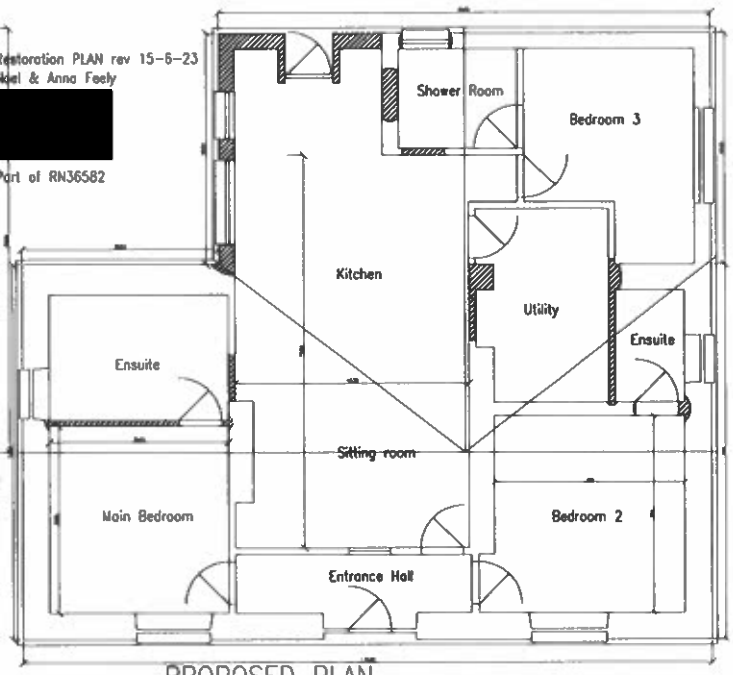 Restoration PLAN rev 15-6-23
& Anna Feely
Part of RN36582
Shower Room
Bedroom 3
Kitchen
Utility
Ensuite
Ensuite
Sitting room
Main Bedroom
Bedroom 2
Entrance Hall
PROPOSED PLAN